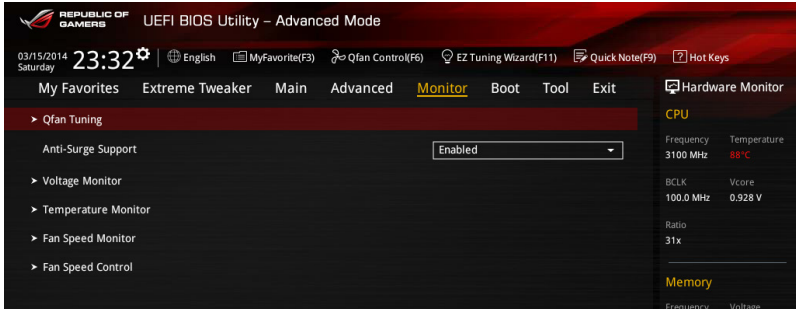 REPUBLIC OF
GAMERS
UEFI BIOS Utility – Advanced Mode
03/15/2014
Saturday
23:32
English
MyFavorite(F3)
Qfan Control(F6)
EZ Tuning Wizard(F11)
Quick Note(F9)
? Hot Keys
My Favorites Extreme Tweaker Main Advanced Monitor Boot Tool Exit
Hardware Monitor
> Qfan Tuning
Anti-Surge Support Enabled
> Voltage Monitor
> Temperature Monitor
> Fan Speed Monitor
> Fan Speed Control
CPU
Frequency Temperature
3100 MHz 88°C
BCLK Vcore
100.0 MHz 0.928 V
Ratio
31x
Memory
Frequency Voltage